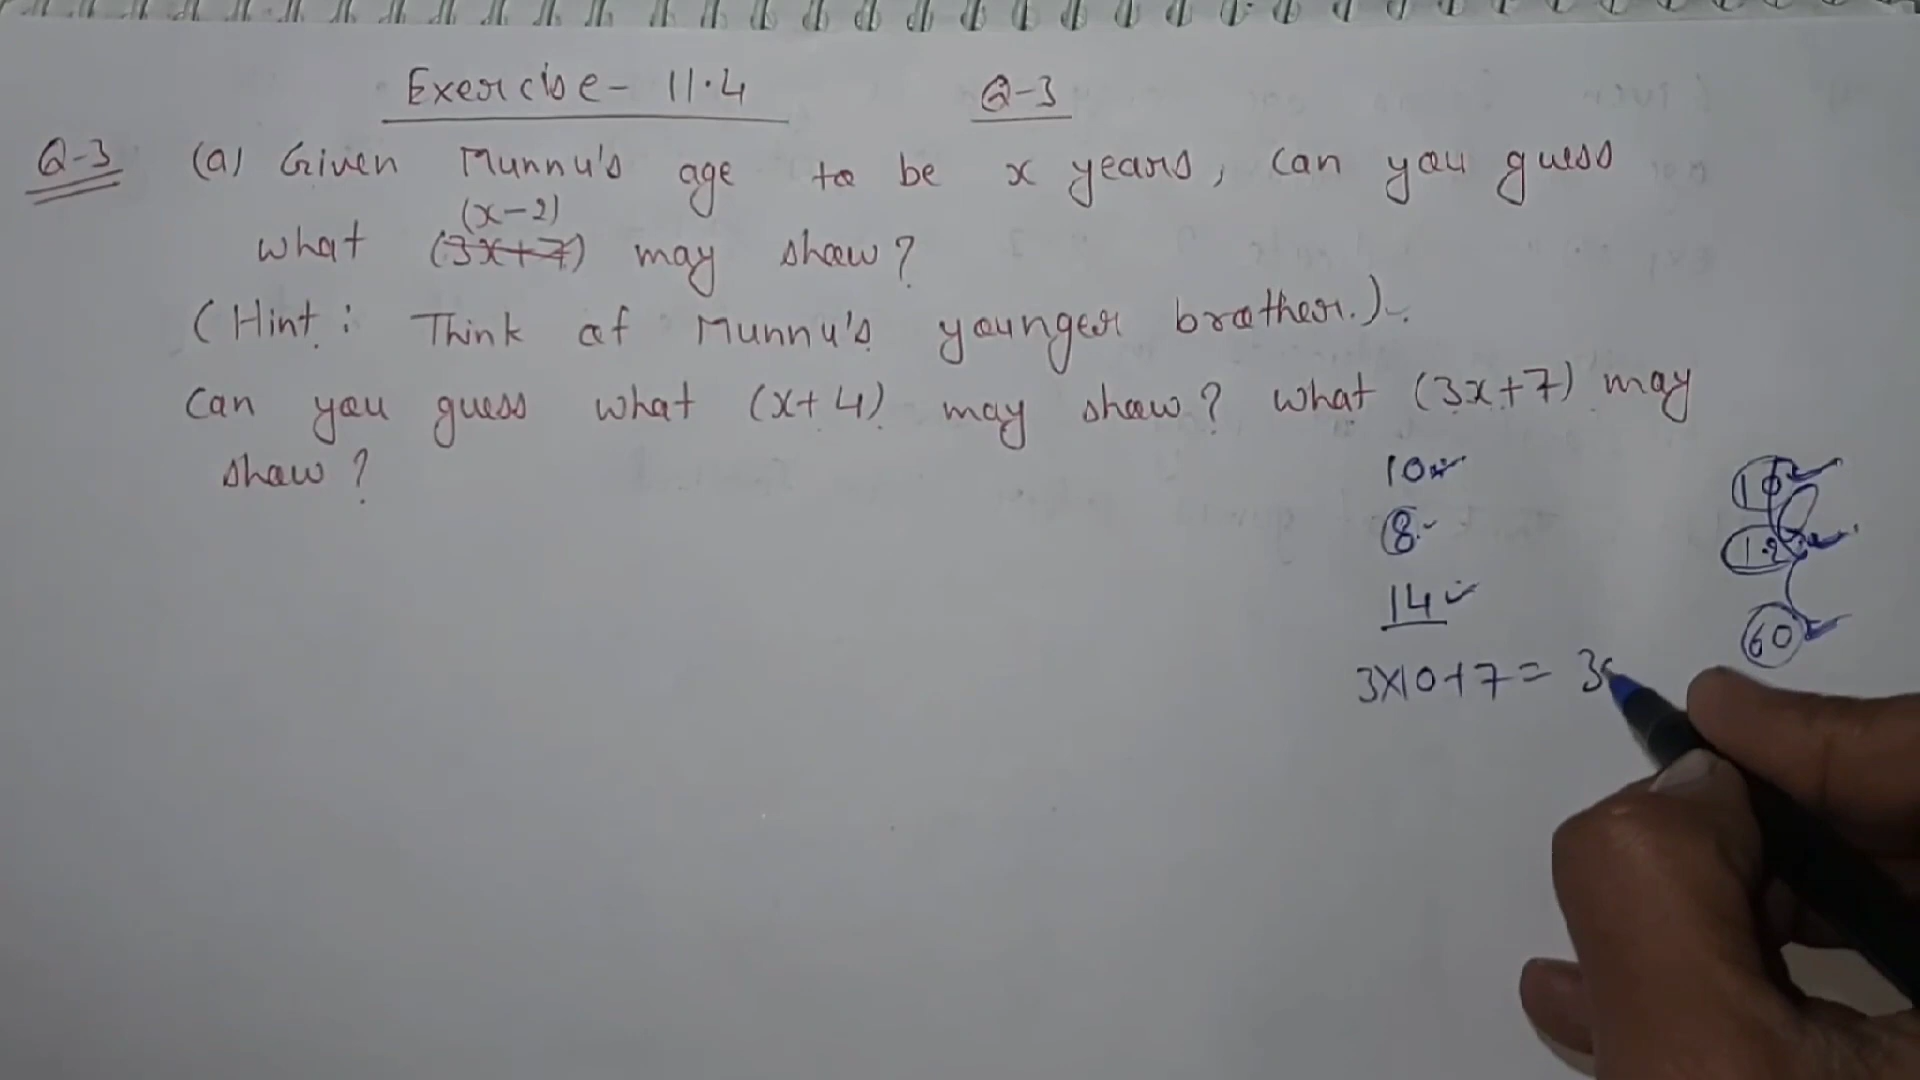 Exercise- 11.4 Q-3
Q-3 (a) Given Munnu's age to be x years, can you guess
(x-2)
what (3x+7) may show?
(Hint: Think of Munnu's younger brother.).
Can you guess what (x+4) may show? what (3x+7) may
show?
10
8
14
3x10+7= 3
10
12
60